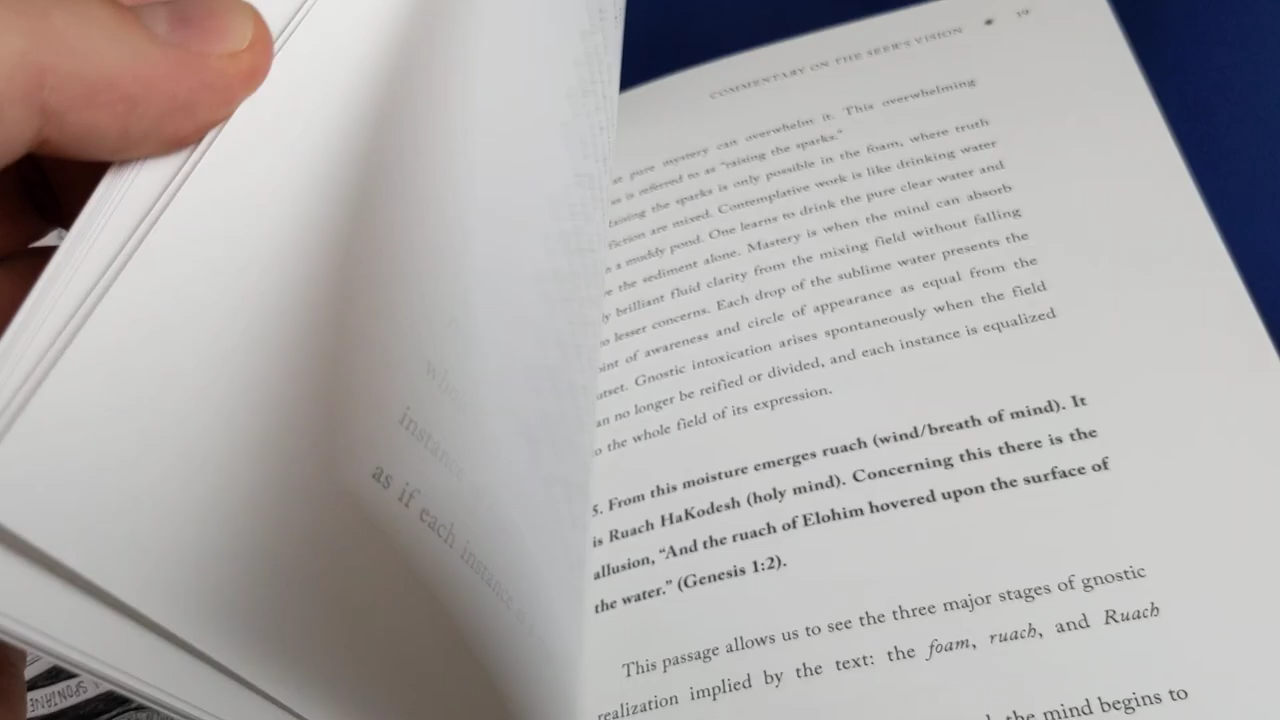 whole
instance
as if each instance
COMMENTARY ON THE SEER'S VISION • 19
pure mystery can overwhelm it. This overwhelming
is referred to as "raising the sparks."
raising the sparks is only possible in the foam, where truth
fiction are mixed. Contemplative work is like drinking water
a muddy pond. One learns to drink the pure clear water and
the sediment alone. Mastery is when the mind can absorb
brilliant fluid clarity from the mixing field without falling
lesser concerns. Each drop of the sublime water presents the
of awareness and circle of appearance as equal from the
Gnostic intoxication arises spontaneously when the field
no longer be reified or divided, and each instance is equalized
the whole field of its expression.
5. From this moisture emerges ruach (wind/breath of mind). It
is Ruach HaKodesh (holy mind). Concerning this there is the
allusion, “And the ruach of Elohim hovered upon the surface of
the water.” (Genesis 1:2).
This passage allows us to see the three major stages of gnostic
realization implied by the text: the foam, ruach, and Ruach
the mind begins to
SPONTANE